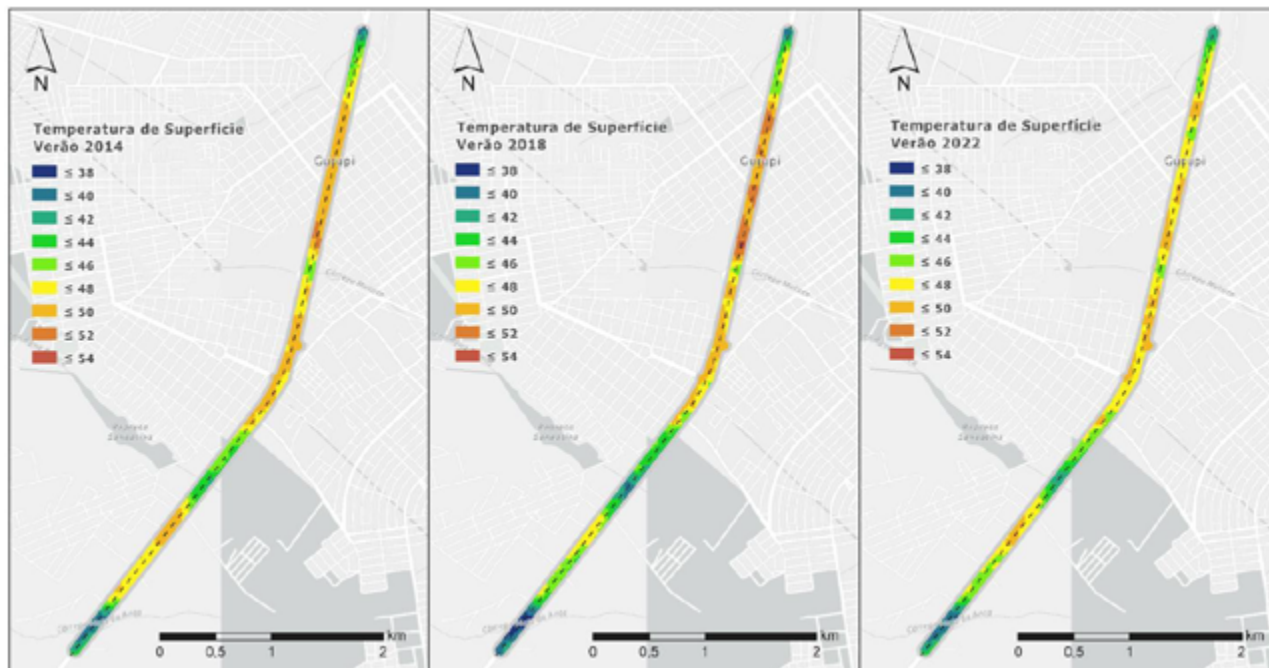 N
Temperatura de Superfície
Verão 2014
≤ 38
≤ 40
≤ 42
≤ 44
≤ 46
≤ 48
≤ 50
≤ 52
≤ 54
Gurupi
km
0 0,5 1 2
N
Temperatura de Superfície
Verão 2018
≤ 38
≤ 40
≤ 42
≤ 44
≤ 46
≤ 48
≤ 50
≤ 52
≤ 54
Gurupi
km
0 0,5 1 2
N
Temperatura de Superfície
Verão 2022
≤ 38
≤ 40
≤ 42
≤ 44
≤ 46
≤ 48
≤ 50
≤ 52
≤ 54
Gurupi
km
0 0,5 1 2